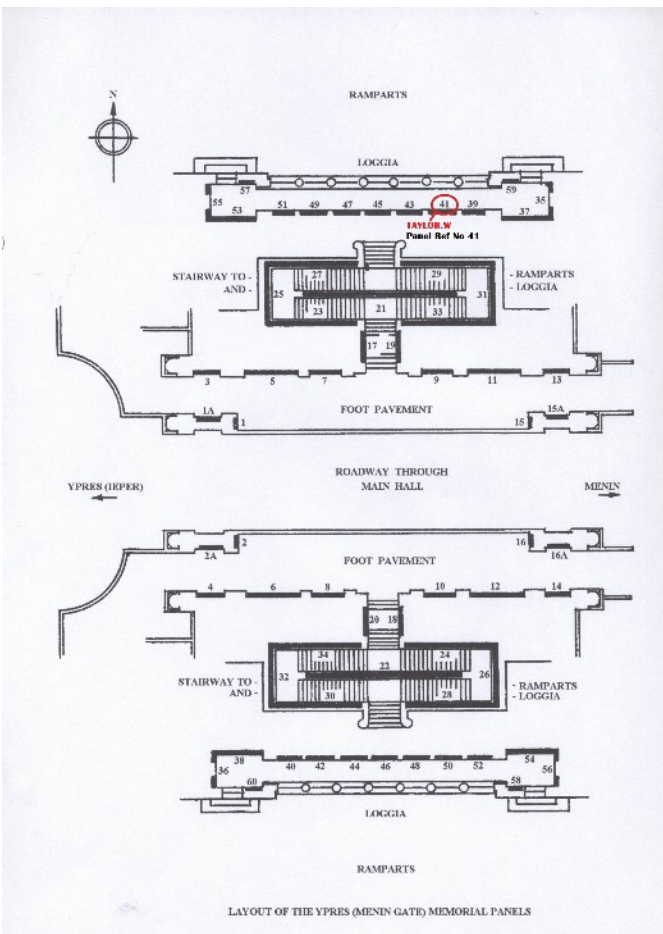 RAMPARTS
N
LOGGIA
57 59
55 35
53 51 49 47 45 43 41 39 37
TAYLOR.W
Panel Ref No 41
STAIRWAY TO - 27 29 - RAMPARTS
AND - 25 31 - LOGGIA
23 21 33
17 19
3 5 7 9 11 13
1A FOOT PAVEMENT 15A
1 15
ROADWAY THROUGH
YPRES (IEPER) MAIN HALL MENIN
2 16
2A FOOT PAVEMENT 16A
4 6 8 10 12 14
20 18
34 22 24
STAIRWAY TO - 32 26 - RAMPARTS
AND - 30 28 - LOGGIA
38 54
36 40 42 44 46 48 50 52 56
60 58
LOGGIA
RAMPARTS
LAYOUT OF THE YPRES (MENIN GATE) MEMORIAL PANELS